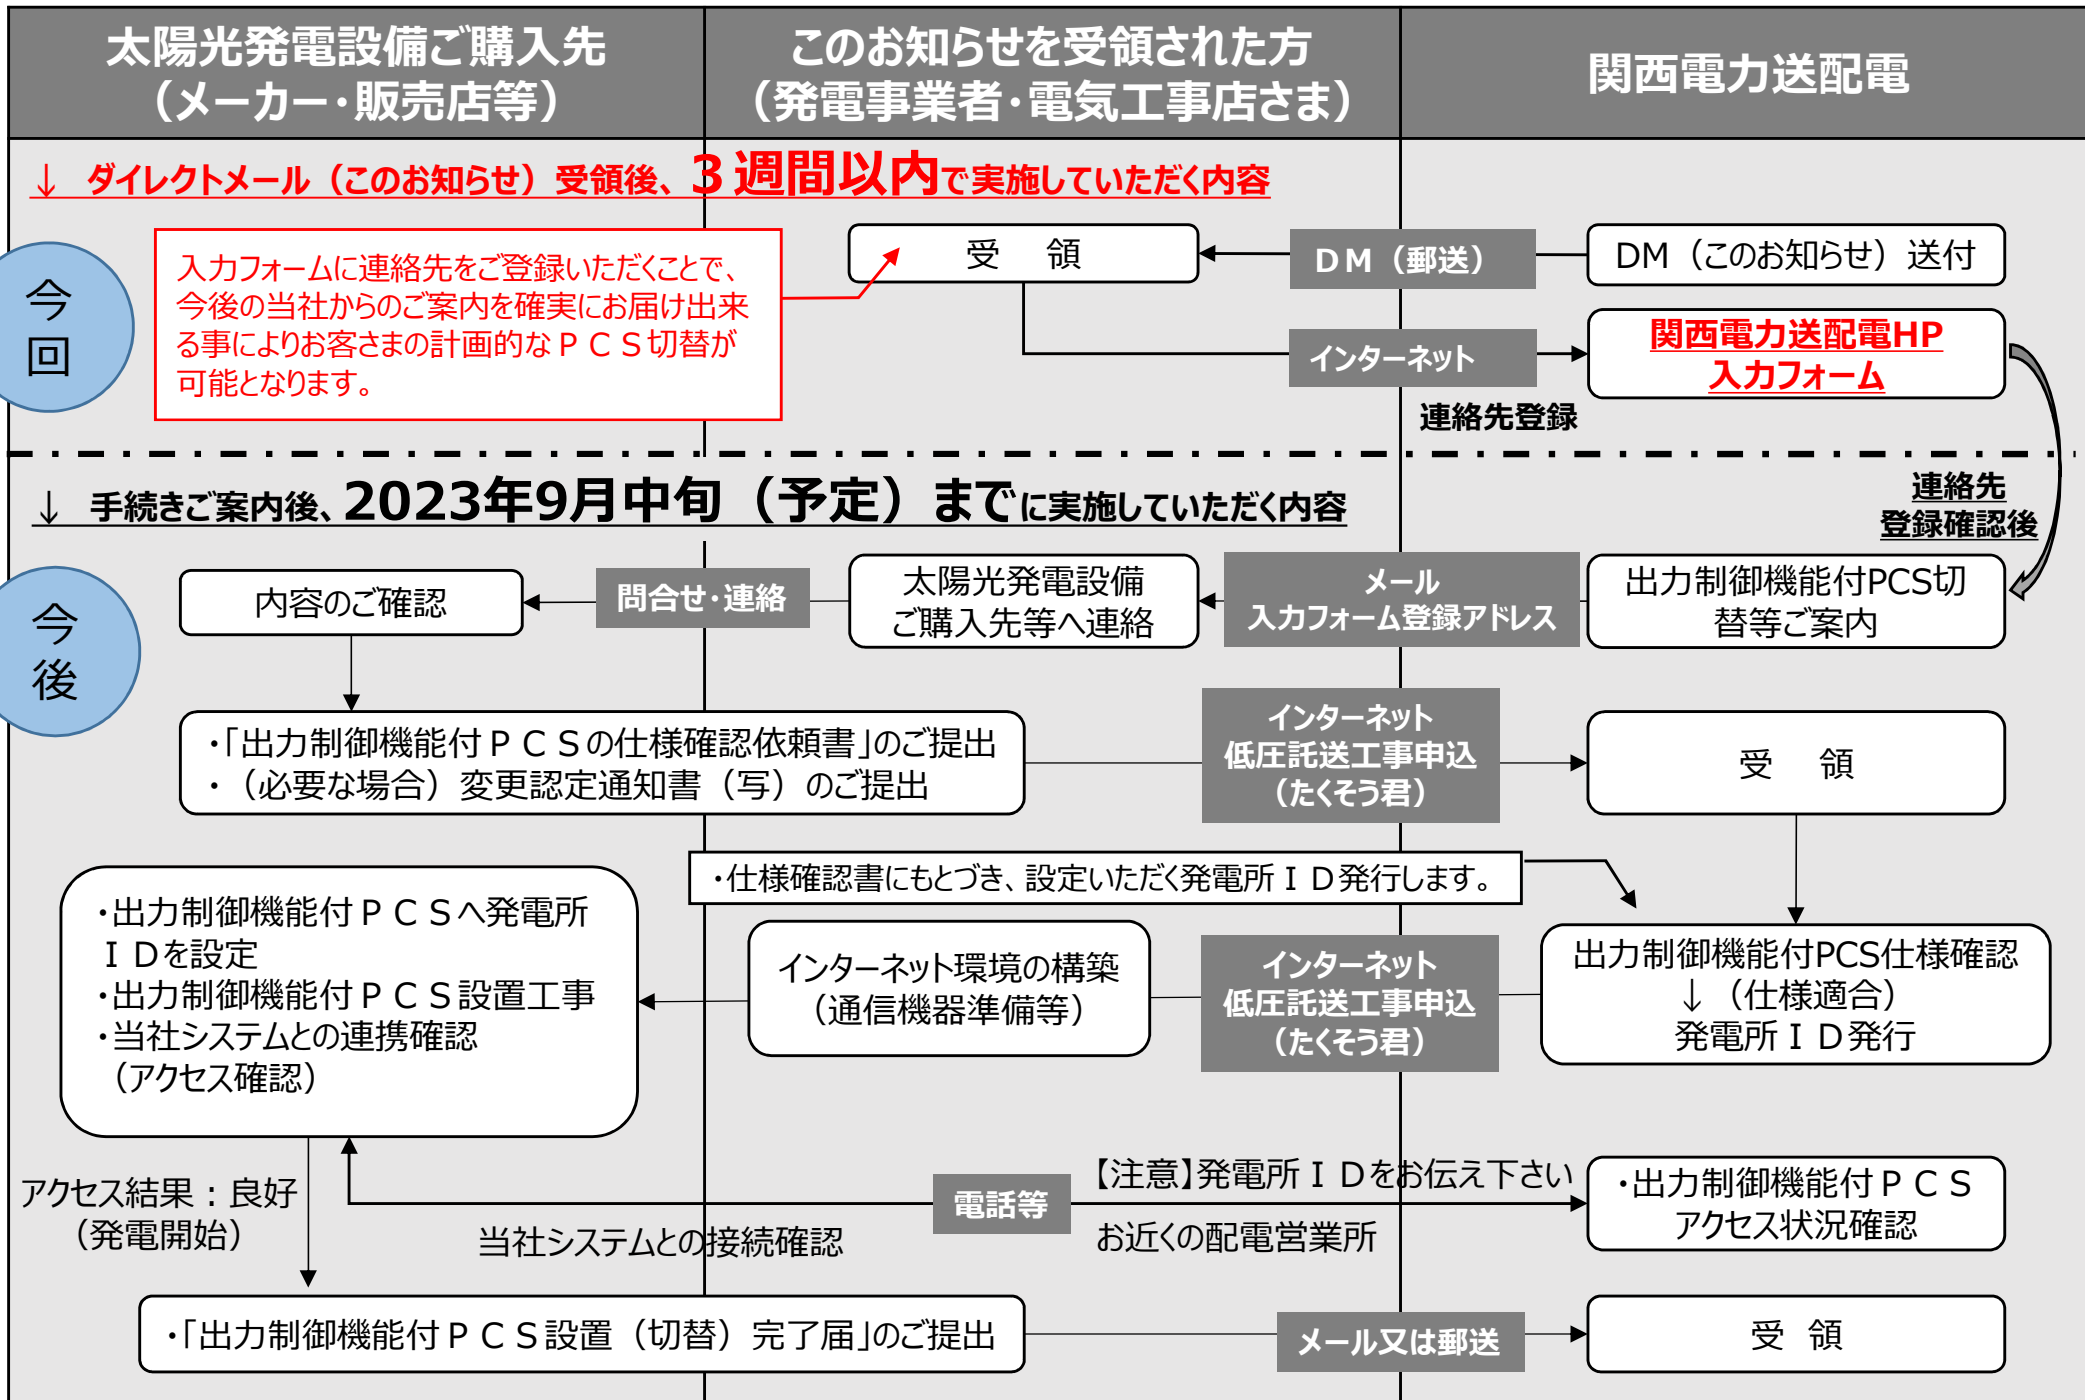 太陽光発電設備ご購入先
（メーカー・販売店等）
このお知らせを受領された方
（発電事業者・電気工事店さま）
関西電力送配電
↓ ダイレクトメール（このお知らせ）受領後、３週間以内で実施していただく内容
今
回
入力フォームに連絡先をご登録いただくことで、
今後の当社からのご案内を確実にお届け出来
る事によりお客さまの計画的なＰＣＳ切替が
可能となります。
受　領
ＤＭ（郵送）
DM（このお知らせ）送付
インターネット
関西電力送配電HP
入力フォーム
連絡先登録
↓ 手続きご案内後、2023年9月中旬（予定）までに実施していただく内容
連絡先
登録確認後
今
後
内容のご確認
問合せ・連絡
太陽光発電設備
ご購入先等へ連絡
メール
入力フォーム登録アドレス
出力制御機能付PCS切
替等ご案内
・「出力制御機能付ＰＣＳの仕様確認依頼書」のご提出
・（必要な場合）変更認定通知書（写）のご提出
インターネット
低圧託送工事申込
（たくそう君）
受　領
・仕様確認書にもとづき、設定いただく発電所ＩＤ発行します。
・出力制御機能付ＰＣＳへ発電所
ＩＤを設定
・出力制御機能付ＰＣＳ設置工事
・当社システムとの連携確認
（アクセス確認）
インターネット環境の構築
（通信機器準備等）
インターネット
低圧託送工事申込
（たくそう君）
出力制御機能付PCS仕様確認
↓（仕様適合）
発電所ＩＤ発行
アクセス結果：良好
（発電開始）
当社システムとの接続確認
電話等
【注意】発電所ＩＤをお伝え下さい
お近くの配電営業所
・出力制御機能付ＰＣＳ
アクセス状況確認
・「出力制御機能付ＰＣＳ設置（切替）完了届」のご提出
メール又は郵送
受 領